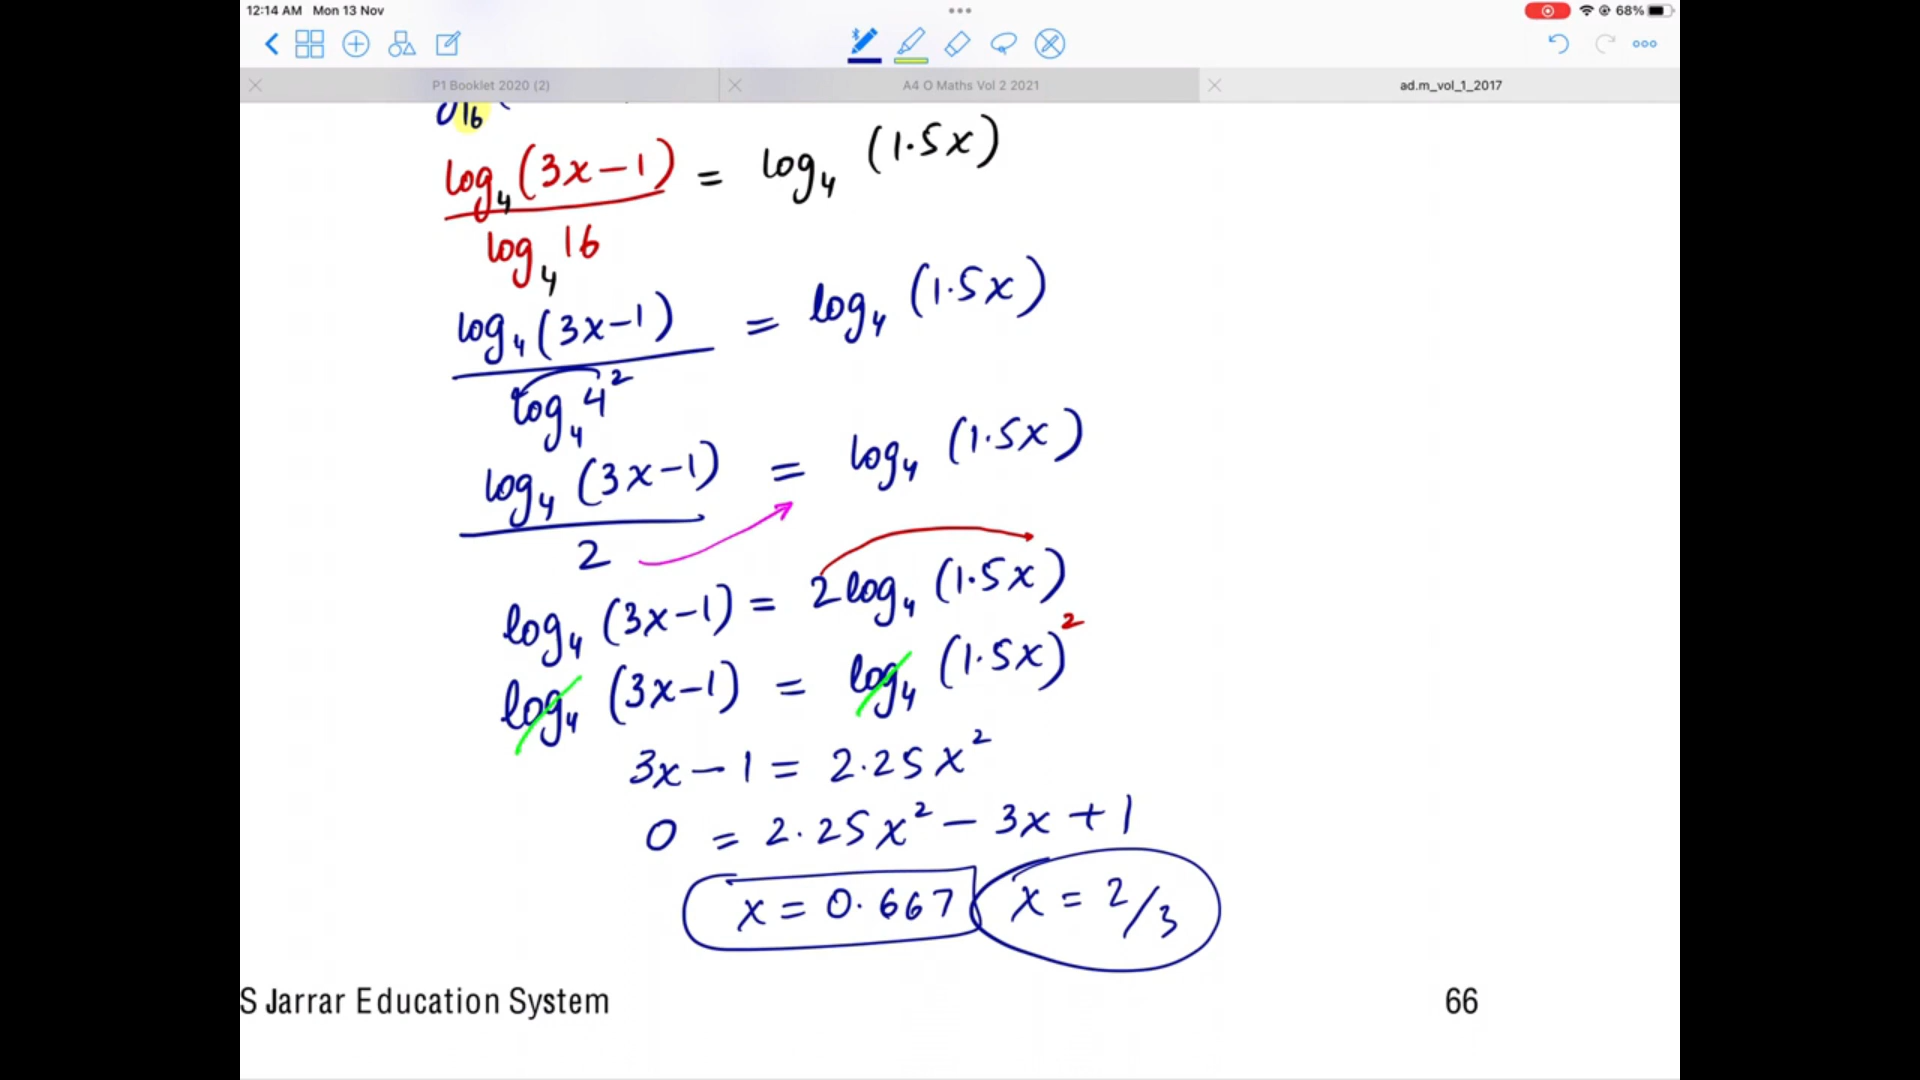 12:14 AM Mon 13 Nov 68%
P1 Booklet 2020 (2) A4 O Maths Vol 2 2021 ad.m_vol_1_2017
16
log₄(3x−1) = log₄ (1.5x)
log₄ 16
log₄(3x−1) = log₄ (1.5x)
log₄ 4²
log₄ (3x−1) = log₄ (1.5x)
2
log₄ (3x−1) = 2log₄ (1.5x)
log₄ (3x−1) = log₄ (1.5x)²
3x − 1 = 2.25x²
0 = 2.25x² − 3x + 1
x = 0.667 x = 2/3
S Jarrar Education System 66